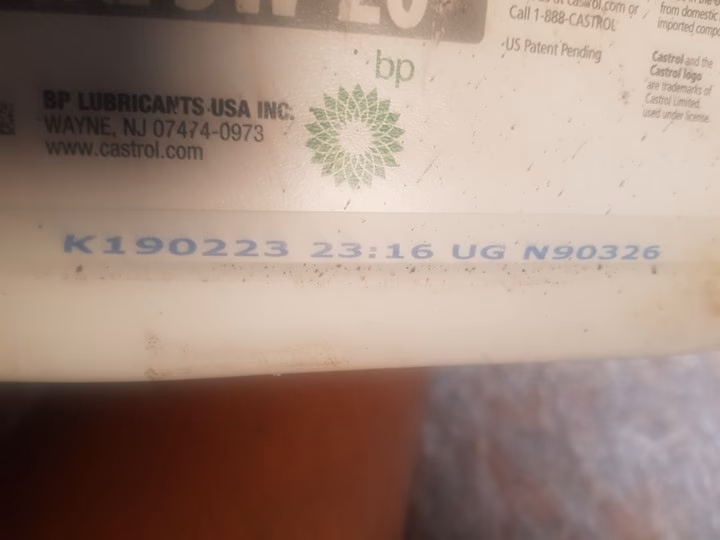 5W-20
BP LUBRICANTS USA INC.
WAYNE, NJ 07474-0973
www.castrol.com
bp
Call 1-888-CASTROL
US Patent Pending
from domestic
imported
Castrol and the
Castrol logo
are trademarks of
Castrol Limited
used under license.
K190223 23:16 UG N90326